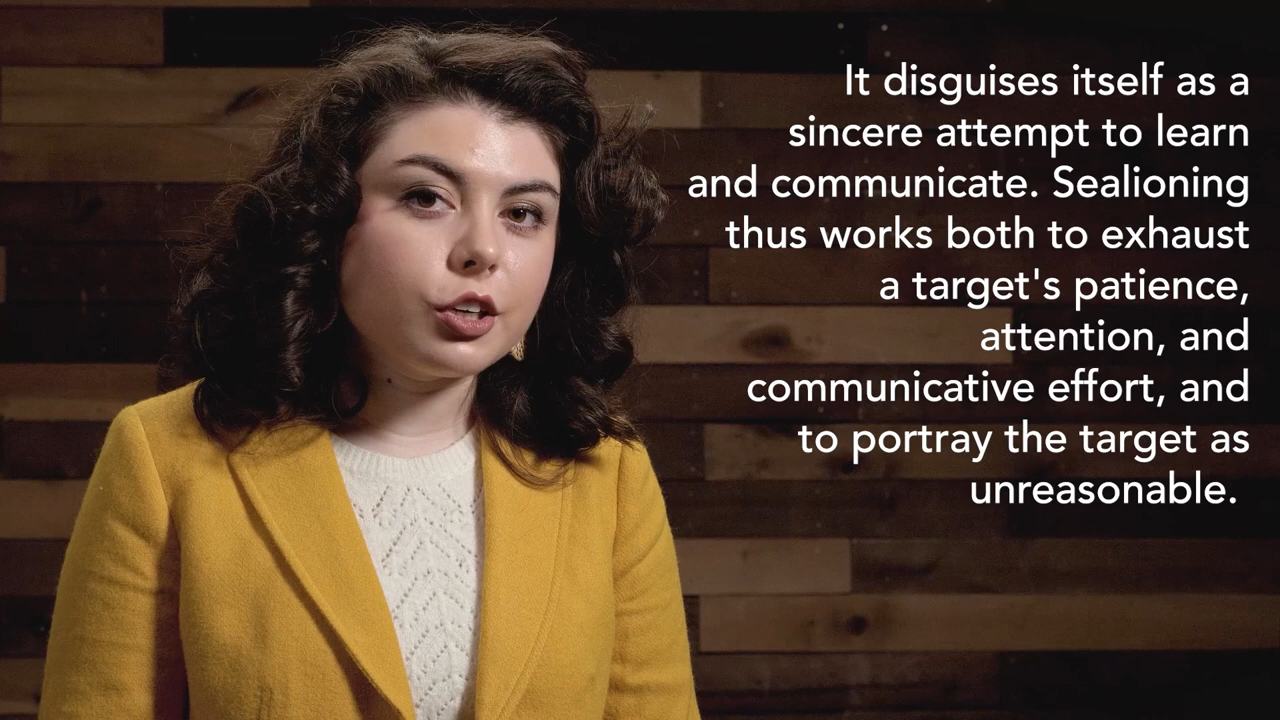 It disguises itself as a
sincere attempt to learn
and communicate. Sealioning
thus works both to exhaust
a target's patience,
attention, and
communicative effort, and
to portray the target as
unreasonable.